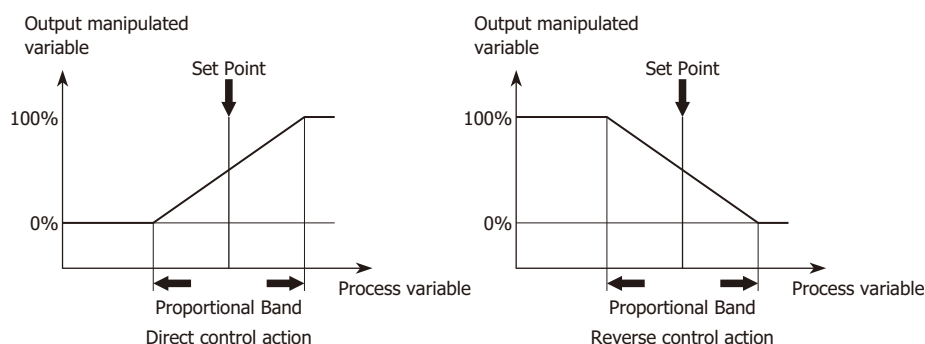 Output manipulated
variable
Set Point
100%
0%
Process variable
Proportional Band
Direct control action
Output manipulated
variable
Set Point
100%
0%
Process variable
Proportional Band
Reverse control action